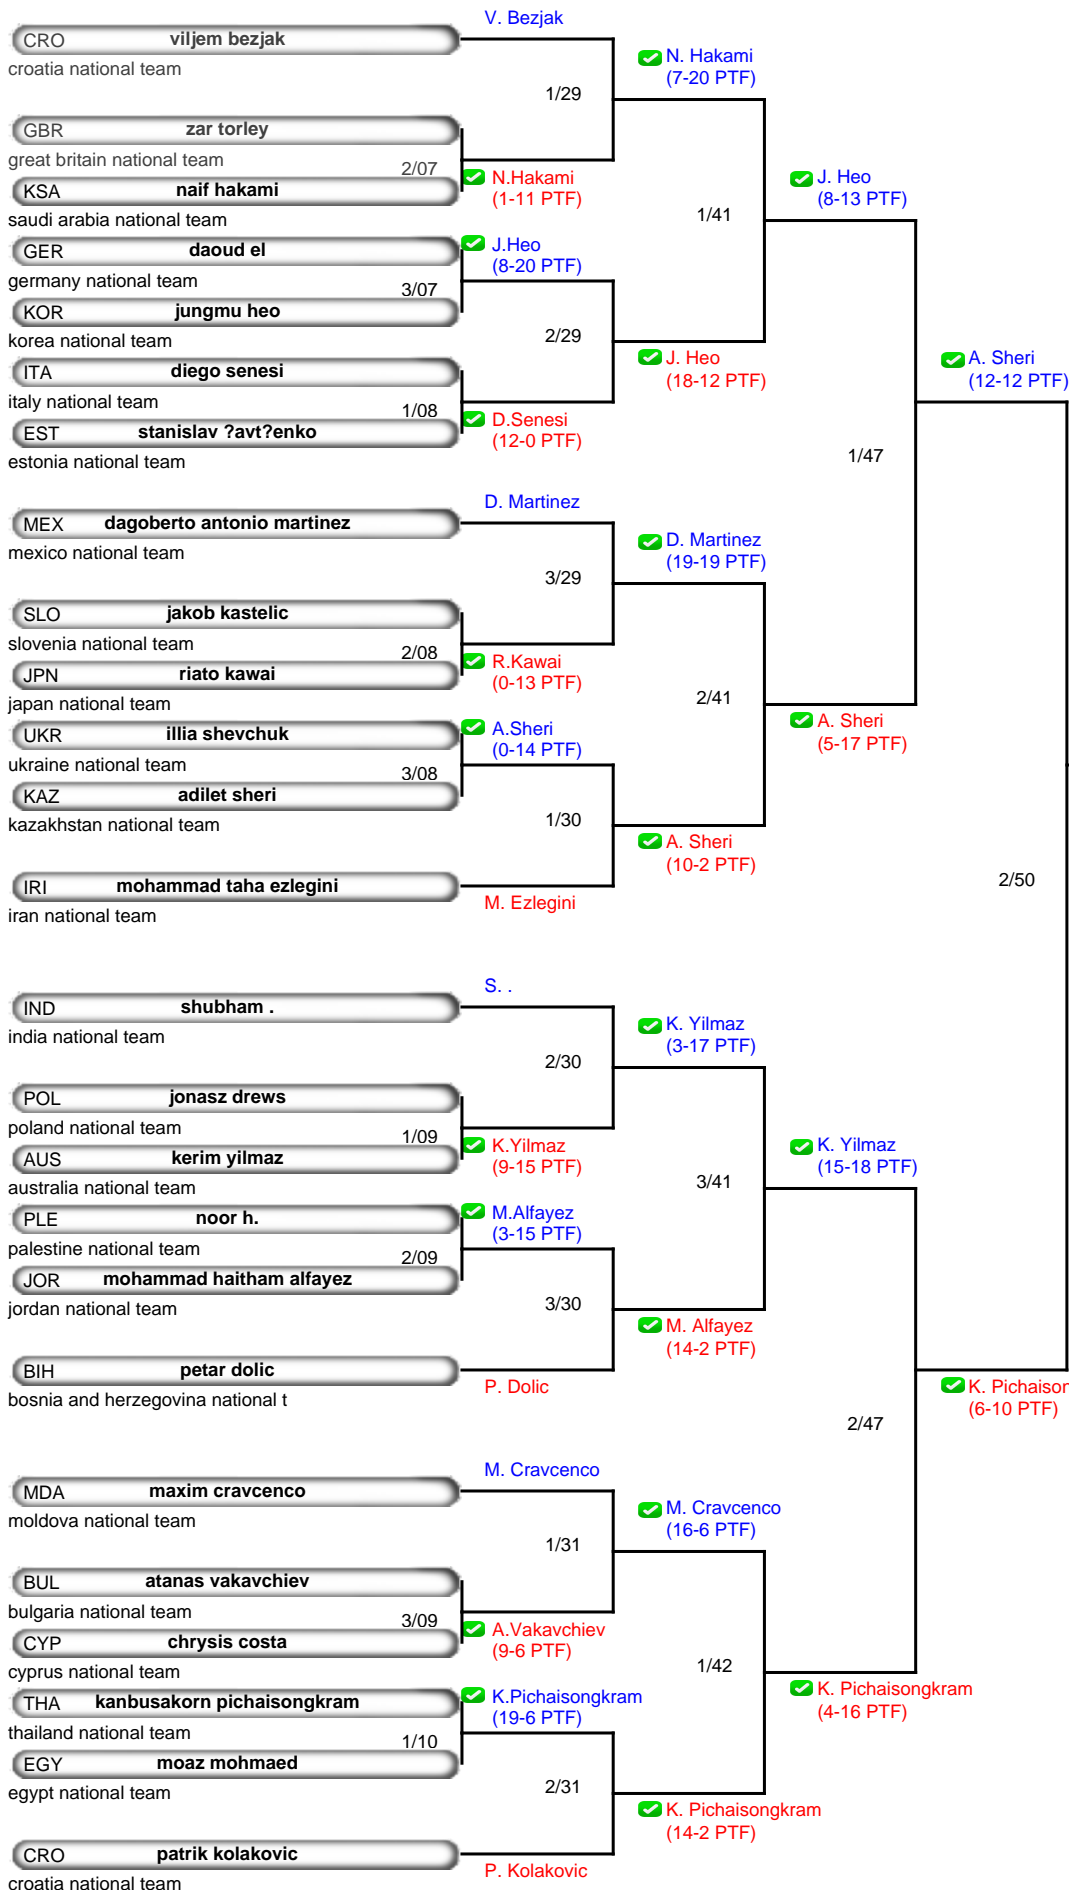 V. Bezjak
CRO viljem bezjak
croatia national team
N. Hakami
(7-20 PTF)
1/29
GBR zar torley
great britain national team
2/07
N.Hakami
(1-11 PTF)
KSA naif hakami
saudi arabia national team
J. Heo
(8-13 PTF)
1/41
GER daoud el
germany national team
J.Heo
(8-20 PTF)
3/07
KOR jungmu heo
korea national team
2/29
J. Heo
(18-12 PTF)
ITA diego senesi
italy national team
1/08
D.Senesi
(12-0 PTF)
EST stanislav ?avt?enko
estonia national team
A. Sheri
(12-12 PTF)
1/47
D. Martinez
MEX dagoberto antonio martinez
mexico national team
D. Martinez
(19-19 PTF)
3/29
SLO jakob kastelic
slovenia national team
2/08
R.Kawai
(0-13 PTF)
JPN riato kawai
japan national team
2/41
A. Sheri
(5-17 PTF)
UKR illia shevchuk
ukraine national team
A.Sheri
(0-14 PTF)
3/08
KAZ adilet sheri
kazakhstan national team
1/30
A. Sheri
(10-2 PTF)
IRI mohammad taha ezlegini
iran national team
M. Ezlegini
2/50
S. .
IND shubham .
india national team
K. Yilmaz
(3-17 PTF)
2/30
POL jonasz drews
poland national team
1/09
K.Yilmaz
(9-15 PTF)
AUS kerim yilmaz
australia national team
K. Yilmaz
(15-18 PTF)
3/41
PLE noor h.
palestine national team
M.Alfayez
(3-15 PTF)
2/09
JOR mohammad haitham alfayez
jordan national team
3/30
M. Alfayez
(14-2 PTF)
BIH petar dolic
bosnia and herzegovina national t
P. Dolic
K. Pichaisor
(6-10 PTF)
2/47
M. Cravcenco
MDA maxim cravcenco
moldova national team
M. Cravcenco
(16-6 PTF)
1/31
BUL atanas vakavchiev
bulgaria national team
3/09
A.Vakavchiev
(9-6 PTF)
CYP chrysis costa
cyprus national team
1/42
K. Pichaisongkram
(4-16 PTF)
THA kanbusakorn pichaisongkram
thailand national team
K.Pichaisongkram
(19-6 PTF)
1/10
EGY moaz mohmaed
egypt national team
2/31
K. Pichaisongkram
(14-2 PTF)
CRO patrik kolakovic
croatia national team
P. Kolakovic